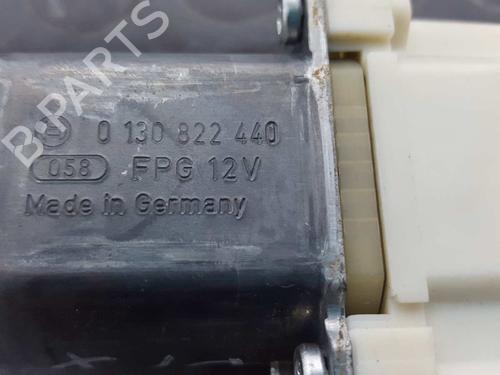 B-PARTS
0 130 822 440
058 FPG 12V
Made in Germany